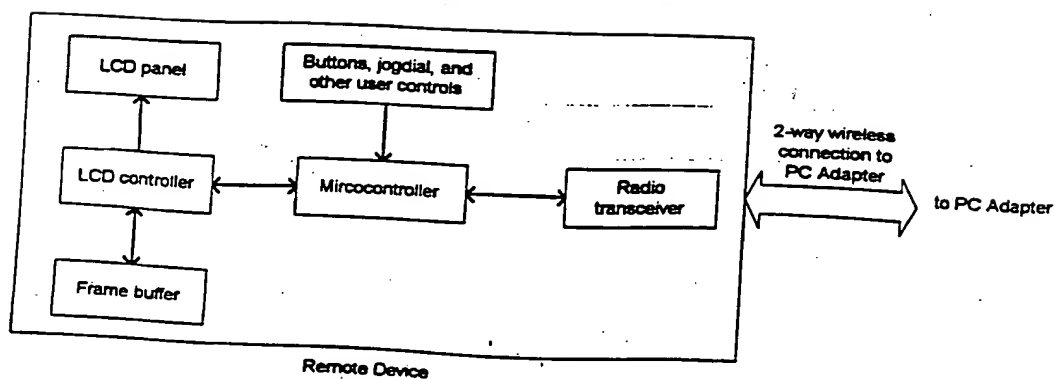 LCD panel
Buttons, jogdial, and
other user controls
2-way wireless
connection to
PC Adapter
LCD controller
Mircocontroller
Radio
transceiver
to PC Adapter
Frame buffer
Remote Device